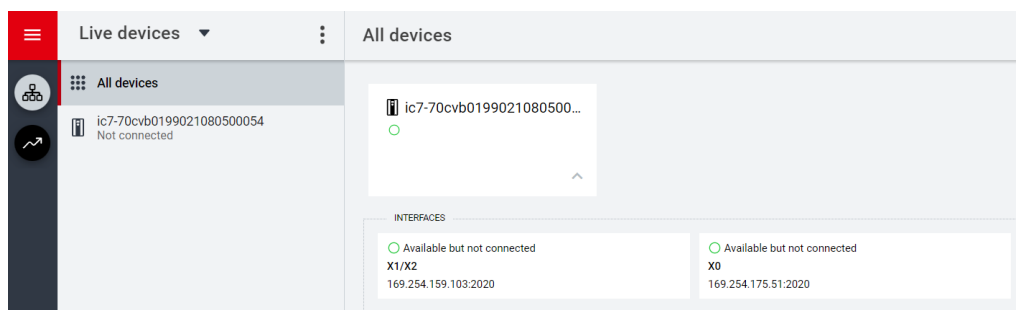 Live devices
All devices
All devices
ic7-70cvb0199021080500054
Not connected
ic7-70cvb0199021080500...
INTERFACES
Available but not connected
X1/X2
169.254.159.103:2020
Available but not connected
X0
169.254.175.51:2020